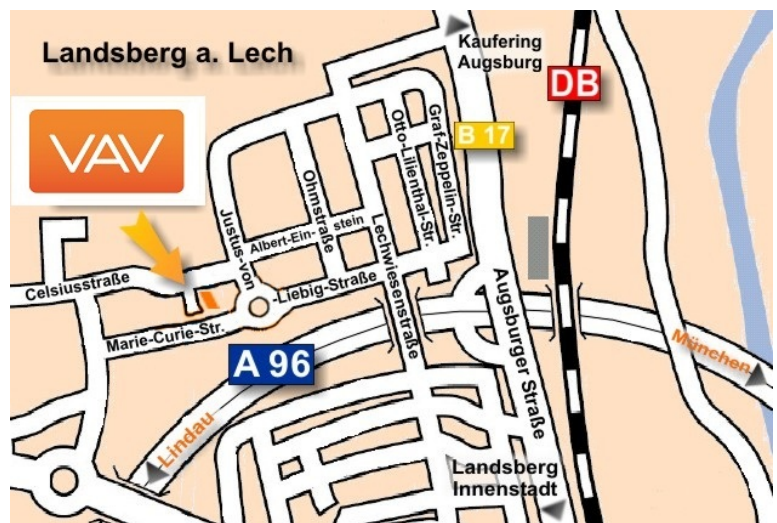 Landsberg a. Lech
Kaufering
Augsburg
DB
VAV
B 17
Graf-Zeppelin-Str.
Otto-Lilienthal-Str.
Ohmstraße
Justus-von
Albert-Ein-
stein
Lechwiesenstraße
Celsiusstraße
-Liebig-Straße
Marie-Curie-Str.
Augsburger Straße
A 96
München
Lindau
Landsberg
Innenstadt